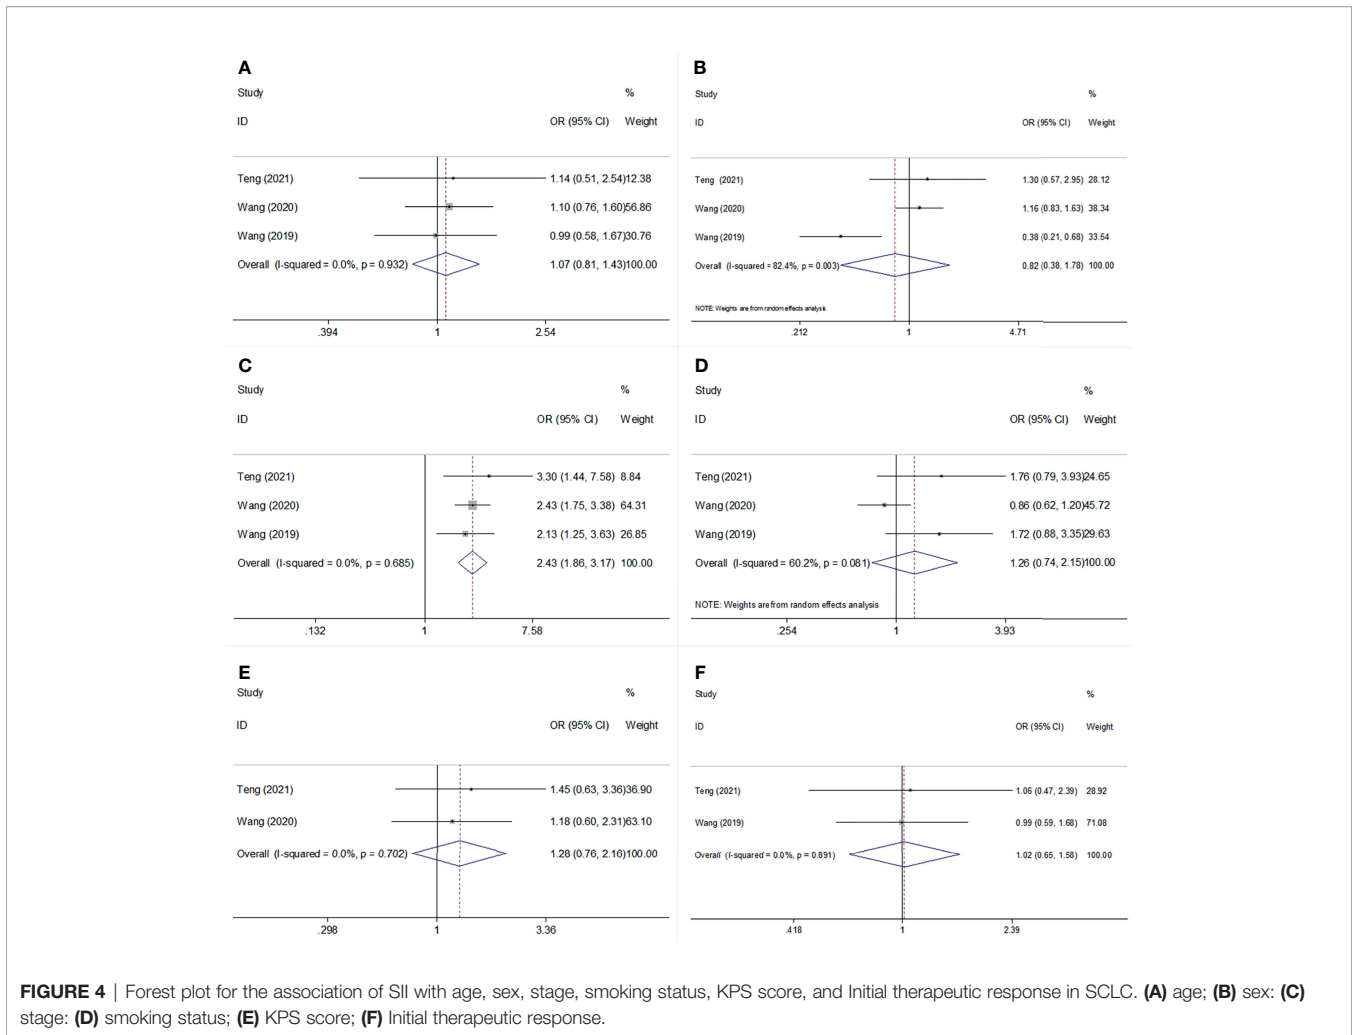 A
Study %
ID OR (95% CI) Weight
Teng (2021) 1.14 (0.51, 2.54)12.38
Wang (2020) 1.10 (0.76, 1.60)56.86
Wang (2019) 0.99 (0.58, 1.67)30.76
Overall (I-squared = 0.0%, p = 0.932) 1.07 (0.81, 1.43)100.00
.394 1 2.54
B
Study %
ID OR (95% CI) Weight
Teng (2021) 1.30 (0.57, 2.95) 28.12
Wang (2020) 1.16 (0.83, 1.63) 38.34
Wang (2019) 0.38 (0.21, 0.68) 33.54
Overall (I-squared = 82.4%, p = 0.003) 0.82 (0.38, 1.78) 100.00
NOTE: Weights are from random effects analysis
.212 1 4.71
C
Study %
ID OR (95% CI) Weight
Teng (2021) 3.30 (1.44, 7.58) 8.84
Wang (2020) 2.43 (1.75, 3.38) 64.31
Wang (2019) 2.13 (1.25, 3.63) 26.85
Overall (I-squared = 0.0%, p = 0.685) 2.43 (1.86, 3.17) 100.00
.132 1 7.58
D
Study %
ID OR (95% CI) Weight
Teng (2021) 1.76 (0.79, 3.93)24.65
Wang (2020) 0.86 (0.62, 1.20)45.72
Wang (2019) 1.72 (0.88, 3.35)29.63
Overall (I-squared = 60.2%, p = 0.081) 1.26 (0.74, 2.15)100.00
NOTE: Weights are from random effects analysis
.254 1 3.93
E
Study %
ID OR (95% CI) Weight
Teng (2021) 1.45 (0.63, 3.36)36.90
Wang (2020) 1.18 (0.60, 2.31)63.10
Overall (I-squared = 0.0%, p = 0.702) 1.28 (0.76, 2.16)100.00
.298 1 3.36
F
Study %
ID OR (95% CI) Weight
Teng (2021) 1.06 (0.47, 2.39) 28.92
Wang (2019) 0.99 (0.59, 1.68) 71.08
Overall (I-squared = 0.0%, p = 0.891) 1.02 (0.65, 1.58) 100.00
.418 1 2.39
FIGURE 4 | Forest plot for the association of SII with age, sex, stage, smoking status, KPS score, and Initial therapeutic response in SCLC. (A) age; (B) sex: (C)
stage: (D) smoking status; (E) KPS score; (F) Initial therapeutic response.